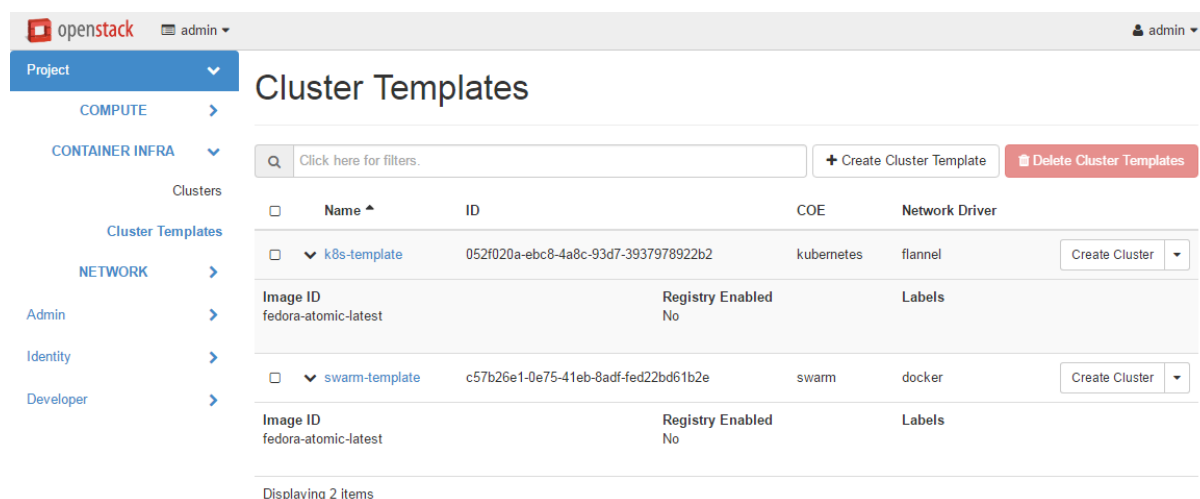 openstack admin admin
Project
COMPUTE
CONTAINER INFRA
Clusters
Cluster Templates
NETWORK
Admin
Identity
Developer
Cluster Templates
Click here for filters. Create Cluster Template Delete Cluster Templates
Name ID COE Network Driver
k8s-template 052f020a-ebc8-4a8c-93d7-3937978922b2 kubernetes flannel Create Cluster
Image ID Registry Enabled Labels
fedora-atomic-latest No
swarm-template c57b26e1-0e75-41eb-8adf-fed22bd61b2e swarm docker Create Cluster
Image ID Registry Enabled Labels
fedora-atomic-latest No
Displaying 2 items